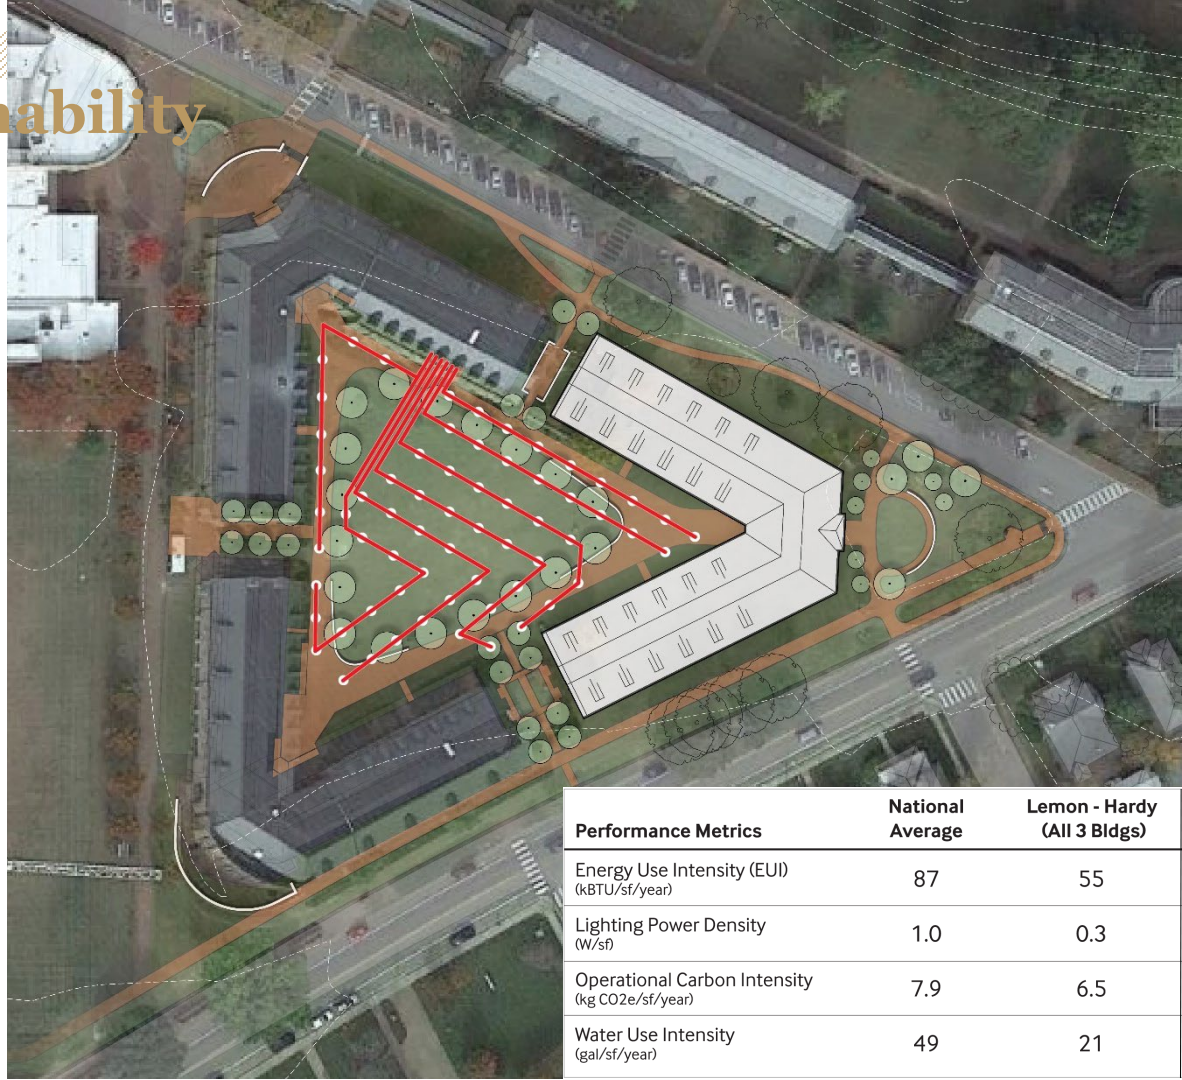 nability
Performance Metrics National Average Lemon - Hardy (All 3 Bldgs)
Energy Use Intensity (EUI) (kBTU/sf/year) 87 55
Lighting Power Density (W/sf) 1.0 0.3
Operational Carbon Intensity (kg CO2e/sf/year) 7.9 6.5
Water Use Intensity (gal/sf/year) 49 21